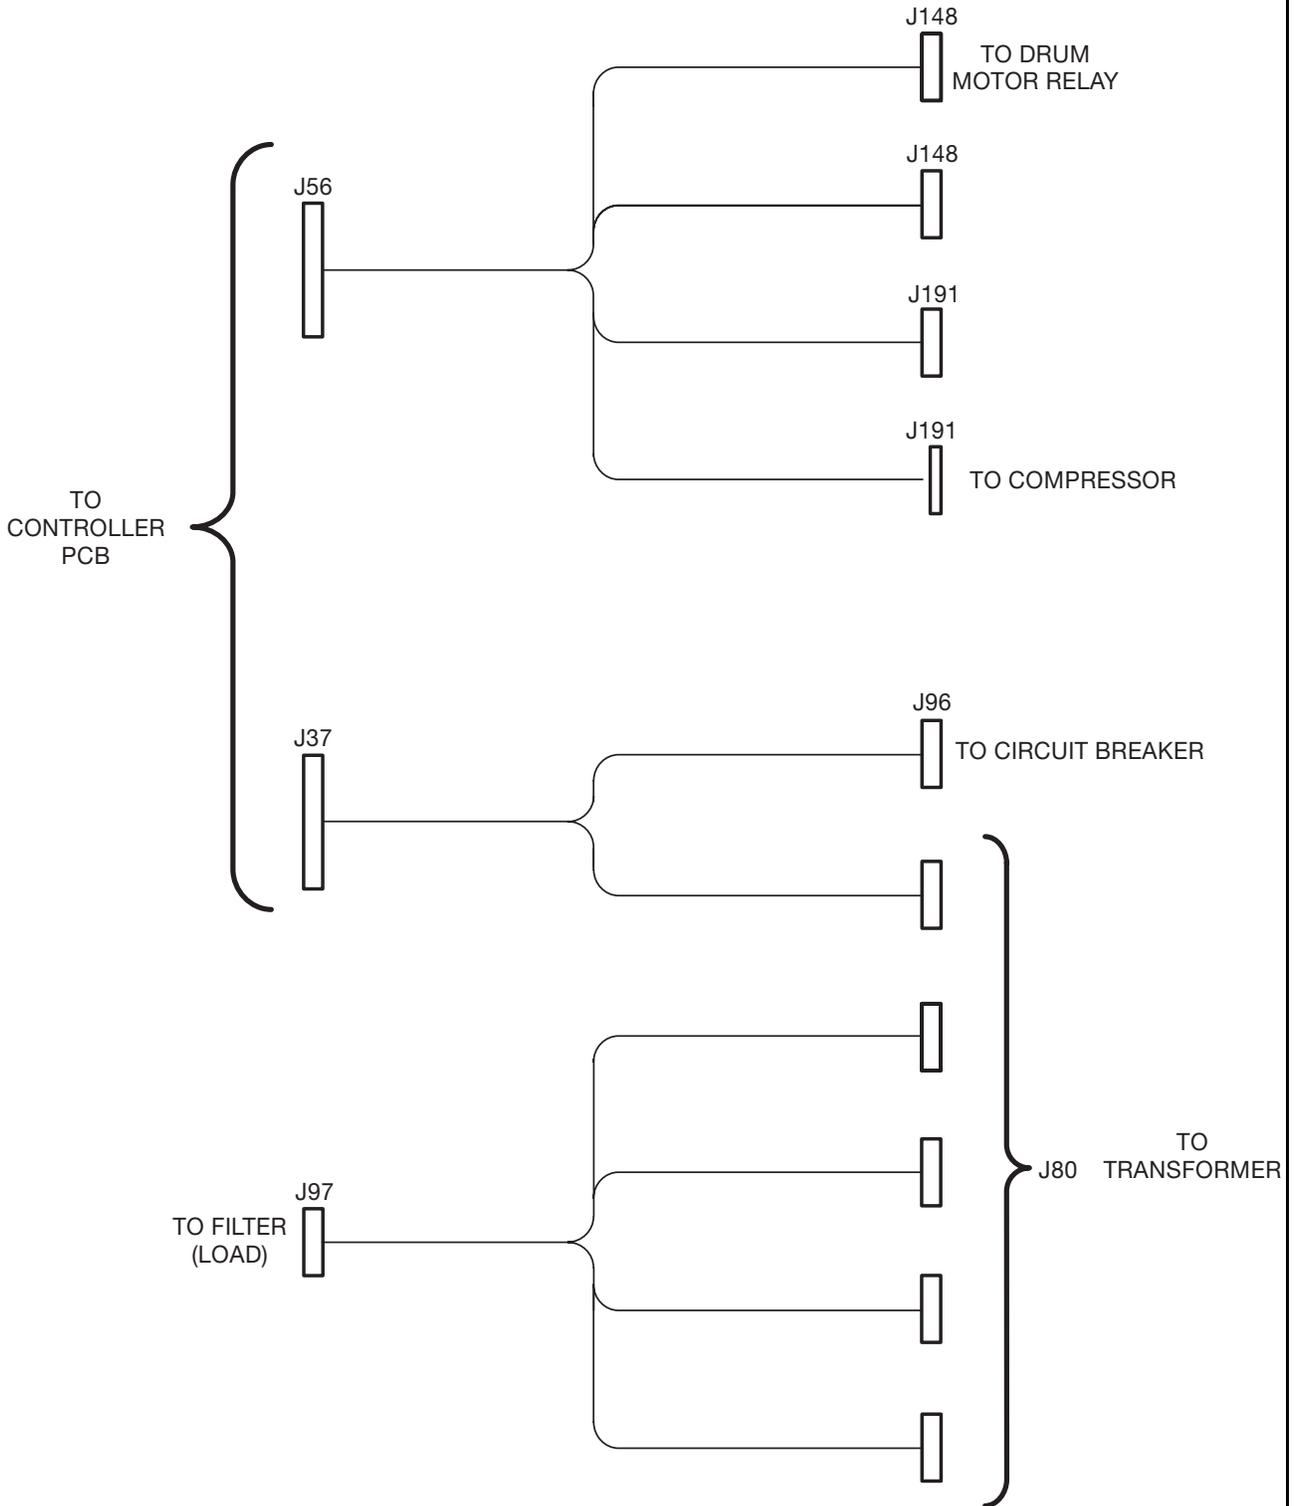 J148
TO DRUM
MOTOR RELAY
J148
J56
J191
J191
TO COMPRESSOR
TO
CONTROLLER
PCB
J96
TO CIRCUIT BREAKER
J37
TO
TRANSFORMER
J80
J97
TO FILTER
(LOAD)